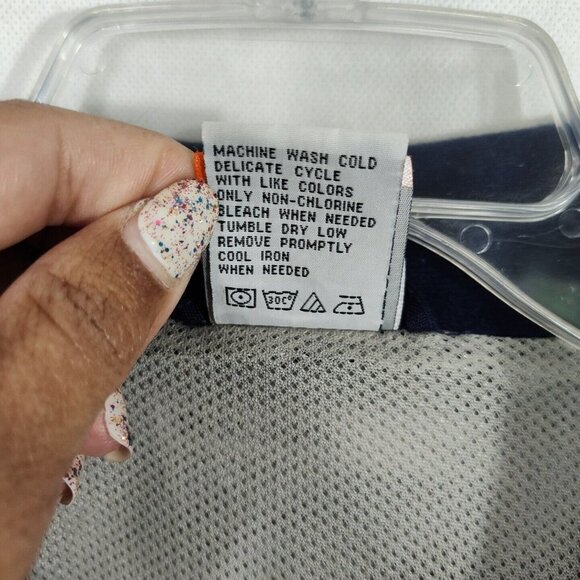 MACHINE WASH COLD
DELICATE CYCLE
WITH LIKE COLORS
ONLY NON-CHLORINE
BLEACH WHEN NEEDED
TUMBLE DRY LOW
REMOVE PROMPTLY
COOL IRON
WHEN NEEDED
30C°